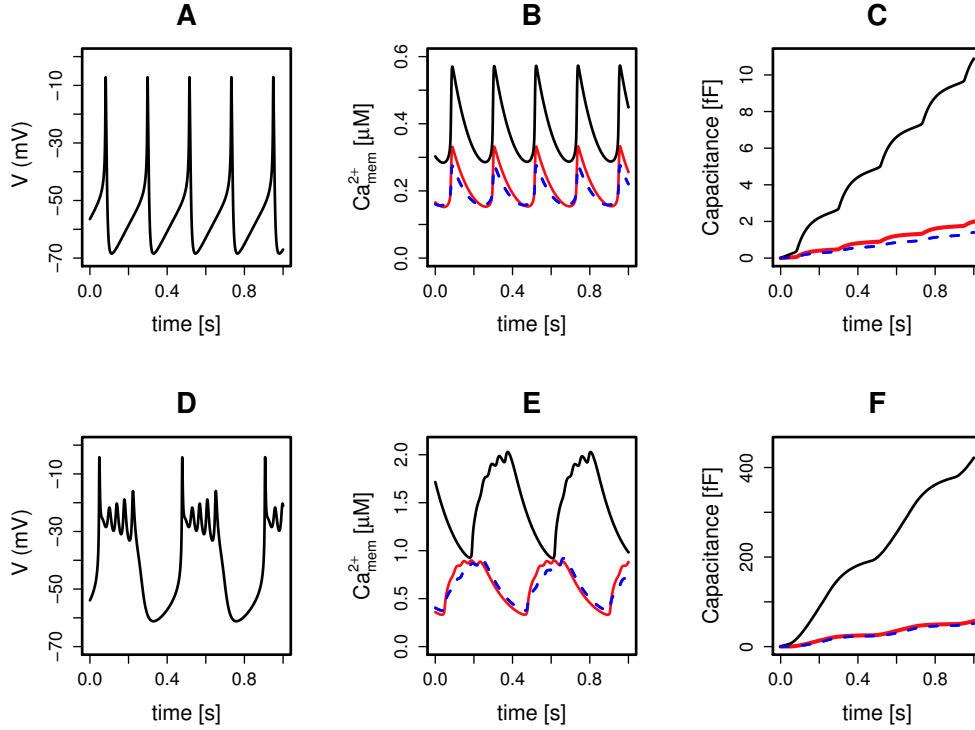 A
V (mV)
−10
−30
−50
−70
0.0 0.4 0.8
time [s]
B
Ca2+mem [μM]
0.6
0.4
0.2
0.0
0.0 0.4 0.8
time [s]
C
Capacitance [fF]
10
8
6
4
2
0
0.0 0.4 0.8
time [s]
D
V (mV)
−10
−30
−50
−70
0.0 0.4 0.8
time [s]
E
Ca2+mem [μM]
2.0
1.5
1.0
0.5
0.0
0.0 0.4 0.8
time [s]
F
Capacitance [fF]
400
200
0
0.0 0.4 0.8
time [s]